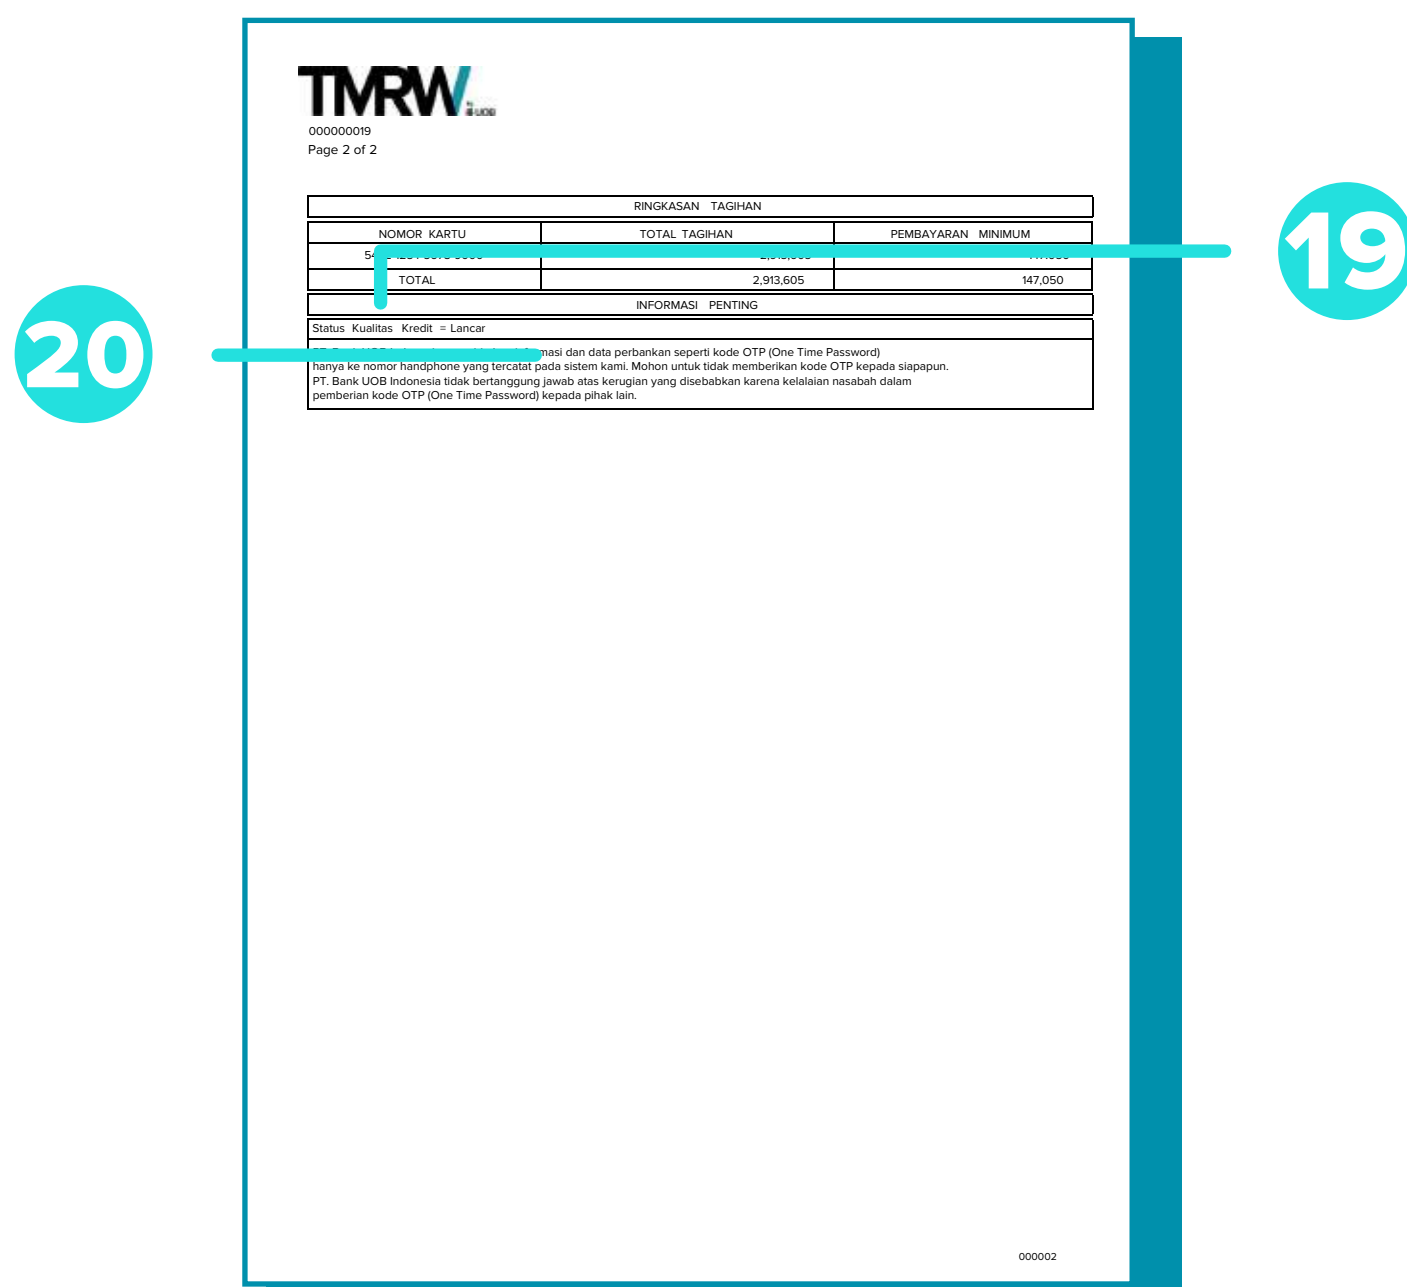 TMRW
by
UOB
000000019
Page 2 of 2
RINGKASAN TAGIHAN
NOMOR KARTU TOTAL TAGIHAN PEMBAYARAN MINIMUM
TOTAL 2,913,605 147,050
INFORMASI PENTING
Status Kualitas Kredit = Lancar
dan data perbankan seperti kode OTP (One Time Password)
hanya ke nomor handphone yang tercatat pada sistem kami. Mohon untuk tidak memberikan kode OTP kepada siapapun.
PT. Bank UOB Indonesia tidak bertanggung jawab atas kerugian yang disebabkan karena kelalaian nasabah dalam
pemberian kode OTP (One Time Password) kepada pihak lain.
19
20
000002